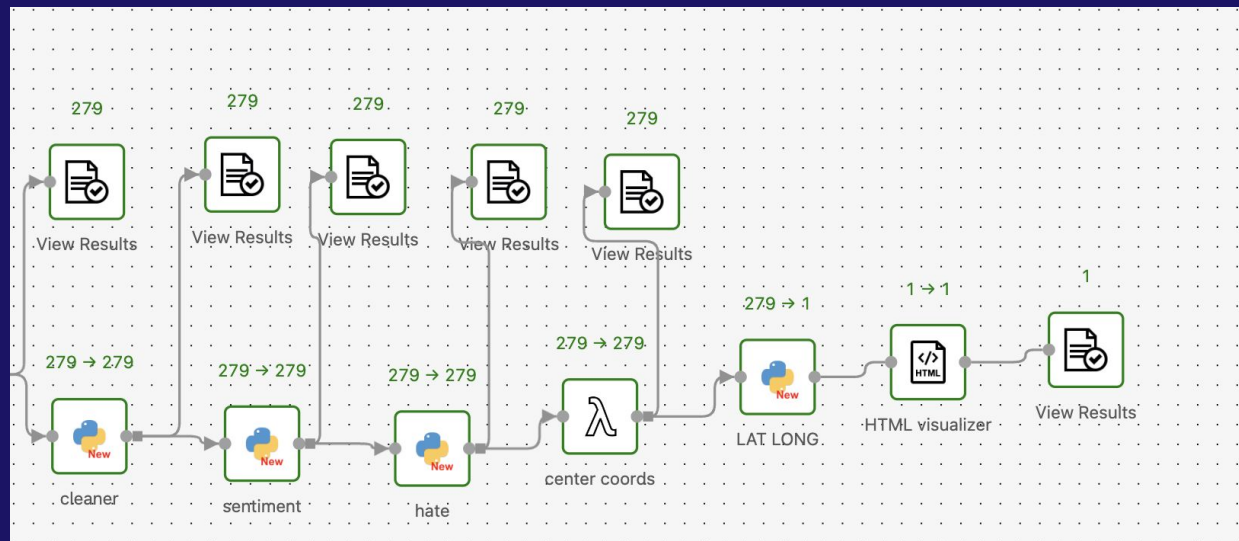 279
279
279
279
279
View Results
View Results
View Results
View Results
View Results
279 → 279
279 → 279
279 → 279
279 → 279
279 → 1
1 → 1
1
New
New
New
λ
New
</>
HTML
cleaner
sentiment
hate
center coords
LAT LONG
HTML visualizer
View Results